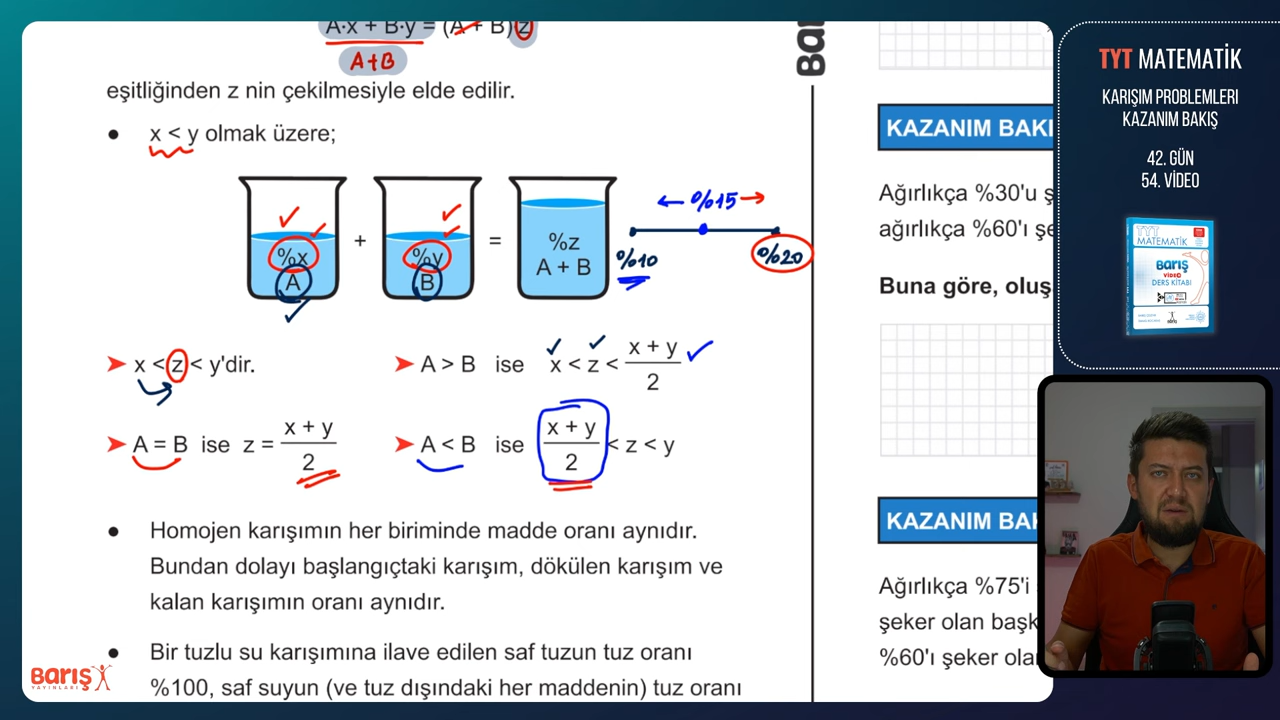 A·x + B·y = (A + B) z
A+B
eşitliğinden z nin çekilmesiyle elde edilir.
● x < y olmak üzere;
%x
A
+
%y
B
=
%z
A + B
%15
%10
%20
➤ x < z < y'dir.
➤ A > B ise x < z < x + y / 2
➤ A = B ise z = x + y / 2
➤ A < B ise x + y / 2 < z < y
● Homojen karışımın her biriminde madde oranı aynıdır.
Bundan dolayı başlangıçtaki karışım, dökülen karışım ve
kalan karışımın oranı aynıdır.
● Bir tuzlu su karışımına ilave edilen saf tuzun tuz oranı
%100, saf suyun (ve tuz dışındaki her maddenin) tuz oranı
BARIŞ
YAYINLARI
Bar
KAZANIM BAKI
Ağırlıkça %30'u ş
ağırlıkça %60'ı şe
Buna göre, oluş
KAZANIM BAK
Ağırlıkça %75'i
şeker olan başk
%60'ı şeker olan
TYT MATEMATİK
KARIŞIM PROBLEMLERI
KAZANIM BAKIŞ
42. GÜN
54. VİDEO
TYT
MATEMATİK
BARIŞ
VİDEO
DERS KİTABI